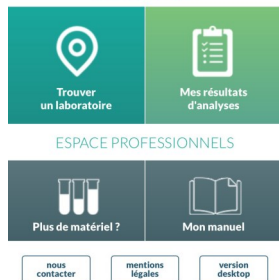 Trouver
un laboratoire
Mes résultats
d'analyses
ESPACE PROFESSIONNELS
Plus de matériel ?
Mon manuel
nous
contacter
mentions
légales
version
desktop